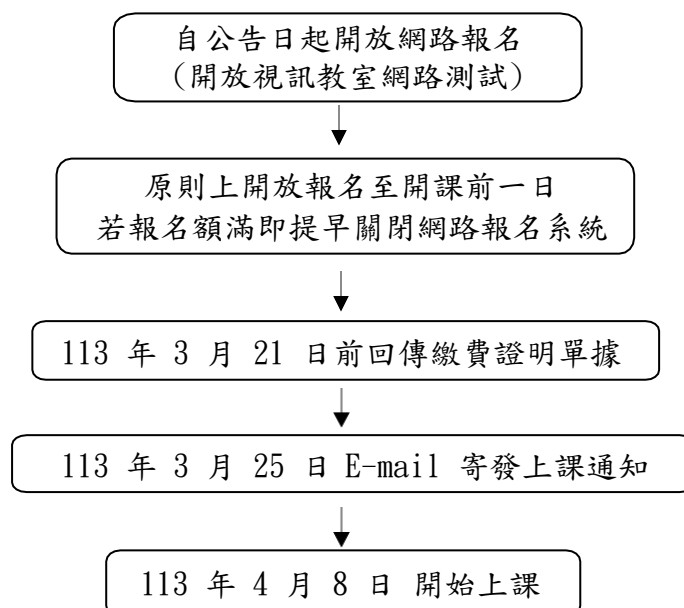 自公告日起開放網路報名
(開放視訊教室網路測試)
原則上開放報名至開課前一日
若報名額滿即提早關閉網路報名系統
113 年 3 月 21 日前回傳繳費證明單據
113 年 3 月 25 日 E-mail 寄發上課通知
113 年 4 月 8 日 開始上課